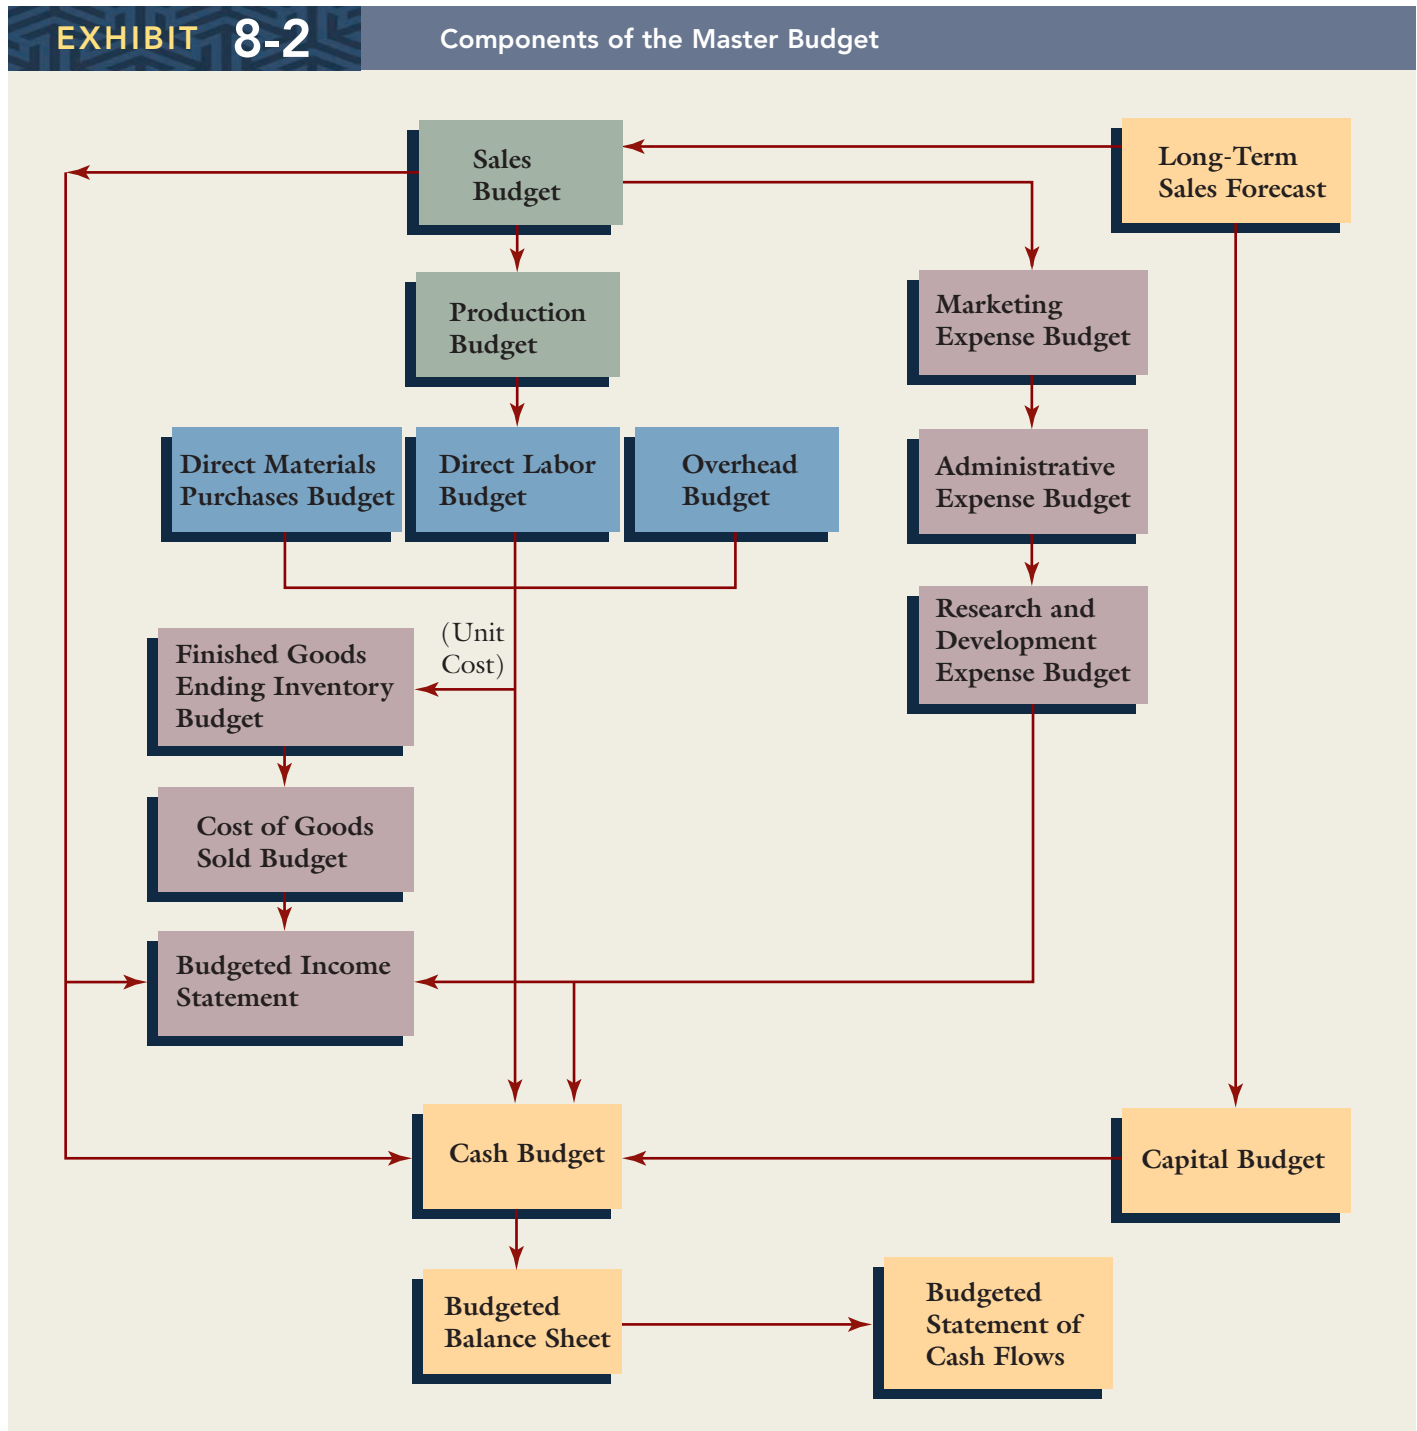 EXHIBIT 8-2
Components of the Master Budget
Sales
Budget
Long-Term
Sales Forecast
Production
Budget
Marketing
Expense Budget
Direct Materials
Purchases Budget
Direct Labor
Budget
Overhead
Budget
Administrative
Expense Budget
(Unit
Cost)
Research and
Development
Expense Budget
Finished Goods
Ending Inventory
Budget
Cost of Goods
Sold Budget
Budgeted Income
Statement
Cash Budget
Capital Budget
Budgeted
Balance Sheet
Budgeted
Statement of
Cash Flows